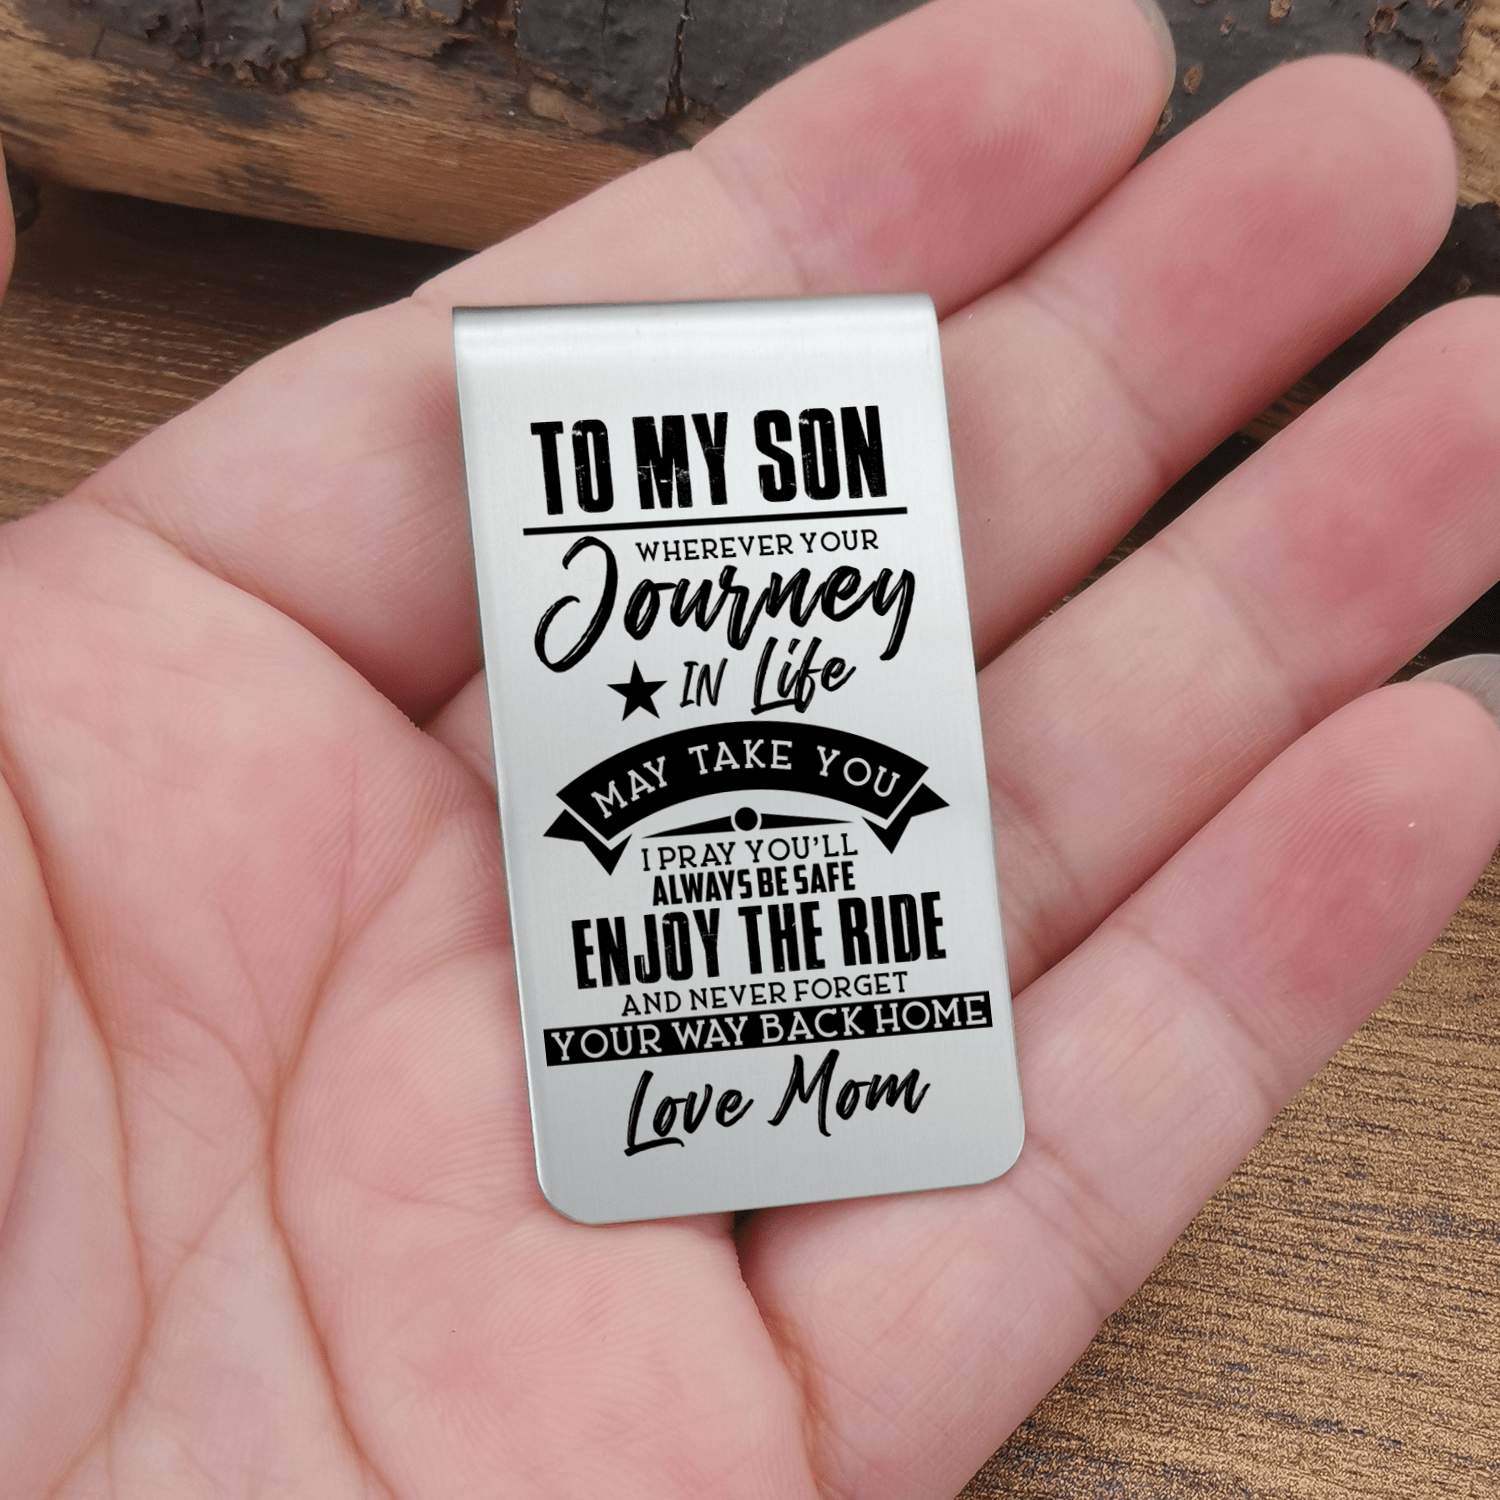 TO MY SON
WHEREVER YOUR
Journey
IN Life
MAY TAKE YOU
I PRAY YOU'LL
ALWAYS BE SAFE
ENJOY THE RIDE
AND NEVER FORGET
YOUR WAY BACK HOME
Love Mom